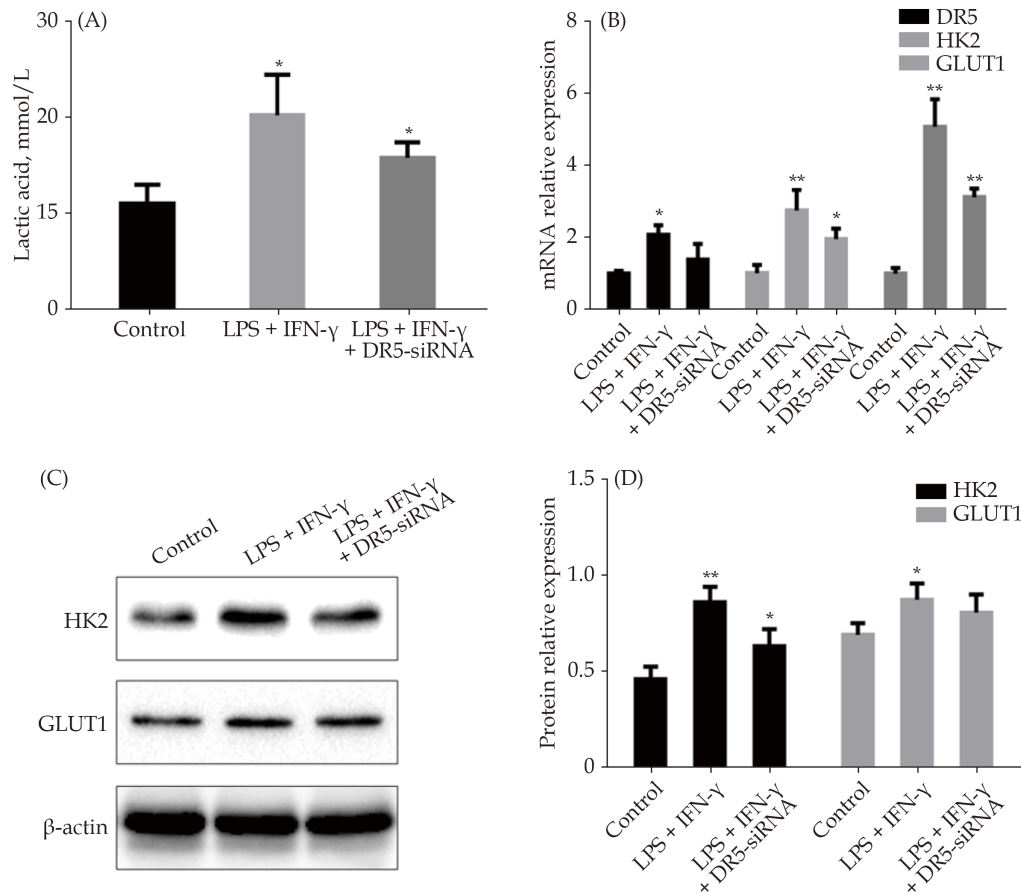 (A)
Lactic acid, mmol/L
30
20
15
0
*
*
Control
LPS + IFN-γ
LPS + IFN-γ
+ DR5-siRNA
(B)
mRNA relative expression
8
6
4
2
0
DR5
HK2
GLUT1
*
**
*
**
**
Control
LPS + IFN-γ
LPS + IFN-γ
+ DR5-siRNA
Control
LPS + IFN-γ
LPS + IFN-γ
+ DR5-siRNA
Control
LPS + IFN-γ
LPS + IFN-γ
+ DR5-siRNA
(C)
Control
LPS + IFN-γ
LPS + IFN-γ
+ DR5-siRNA
HK2
GLUT1
β-actin
(D)
Protein relative expression
1.5
1.0
0.5
0
HK2
GLUT1
**
*
*
Control
LPS + IFN-γ
LPS + IFN-γ
+ DR5-siRNA
Control
LPS + IFN-γ
LPS + IFN-γ
+ DR5-siRNA